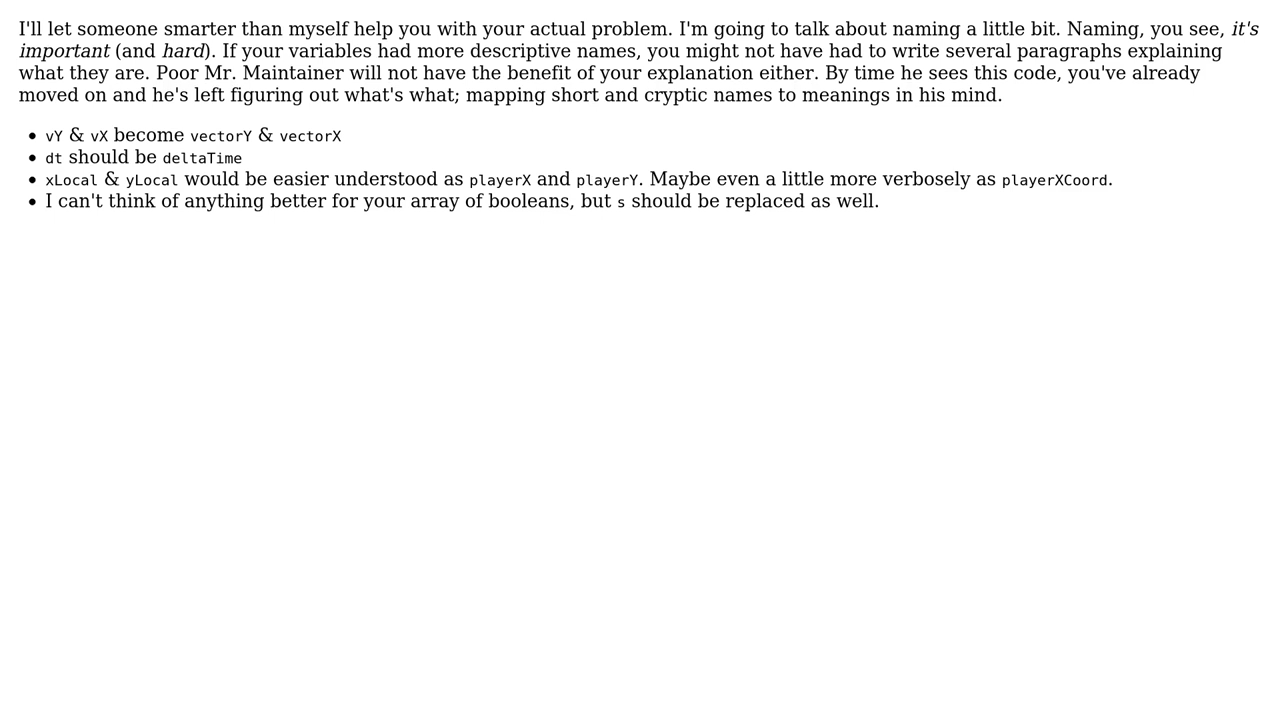 I'll let someone smarter than myself help you with your actual problem. I'm going to talk about naming a little bit. Naming, you see, it's
important (and hard). If your variables had more descriptive names, you might not have had to write several paragraphs explaining
what they are. Poor Mr. Maintainer will not have the benefit of your explanation either. By time he sees this code, you've already
moved on and he's left figuring out what's what; mapping short and cryptic names to meanings in his mind.
• vY & vX become vectorY & vectorX
• dt should be deltaTime
• xLocal & yLocal would be easier understood as playerX and playerY. Maybe even a little more verbosely as playerXCoord.
• I can't think of anything better for your array of booleans, but s should be replaced as well.